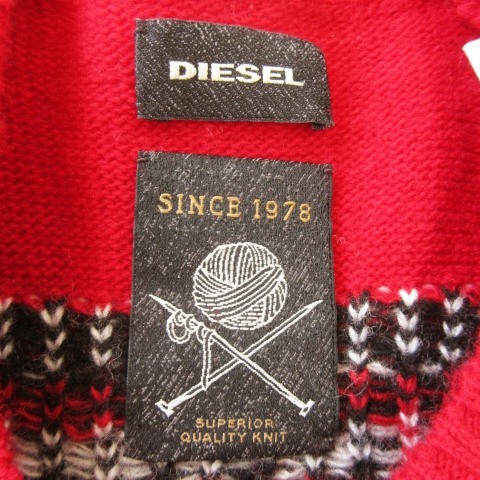 DIESEL
SINCE 1978
SUPERIOR
QUALITY KNIT